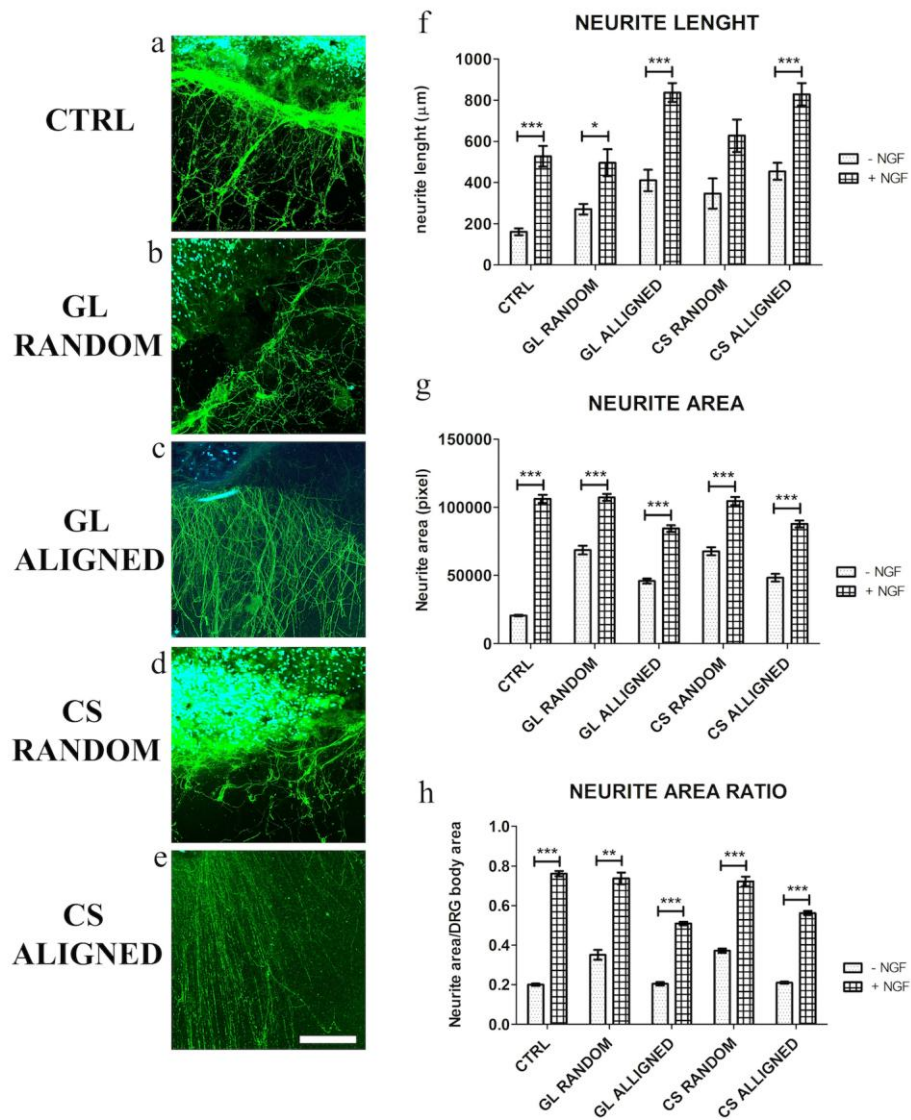 a
CTRL
b
GL
RANDOM
c
GL
ALIGNED
d
CS
RANDOM
e
CS
ALIGNED
f
NEURITE LENGHT
neurite lenght (µm)
1000
800
600
400
200
0
***
*
***
***
CTRL
GL RANDOM
GL ALLIGNED
CS RANDOM
CS ALLIGNED
- NGF
+ NGF
g
NEURITE AREA
Neurite area (pixel)
150000
100000
50000
0
***
***
***
***
***
CTRL
GL RANDOM
GL ALLIGNED
CS RANDOM
CS ALLIGNED
- NGF
+ NGF
h
NEURITE AREA RATIO
Neurite area/DRG body area
1.0
0.8
0.6
0.4
0.2
0.0
***
**
***
***
***
CTRL
GL RANDOM
GL ALLIGNED
CS RANDOM
CS ALLIGNED
- NGF
+ NGF